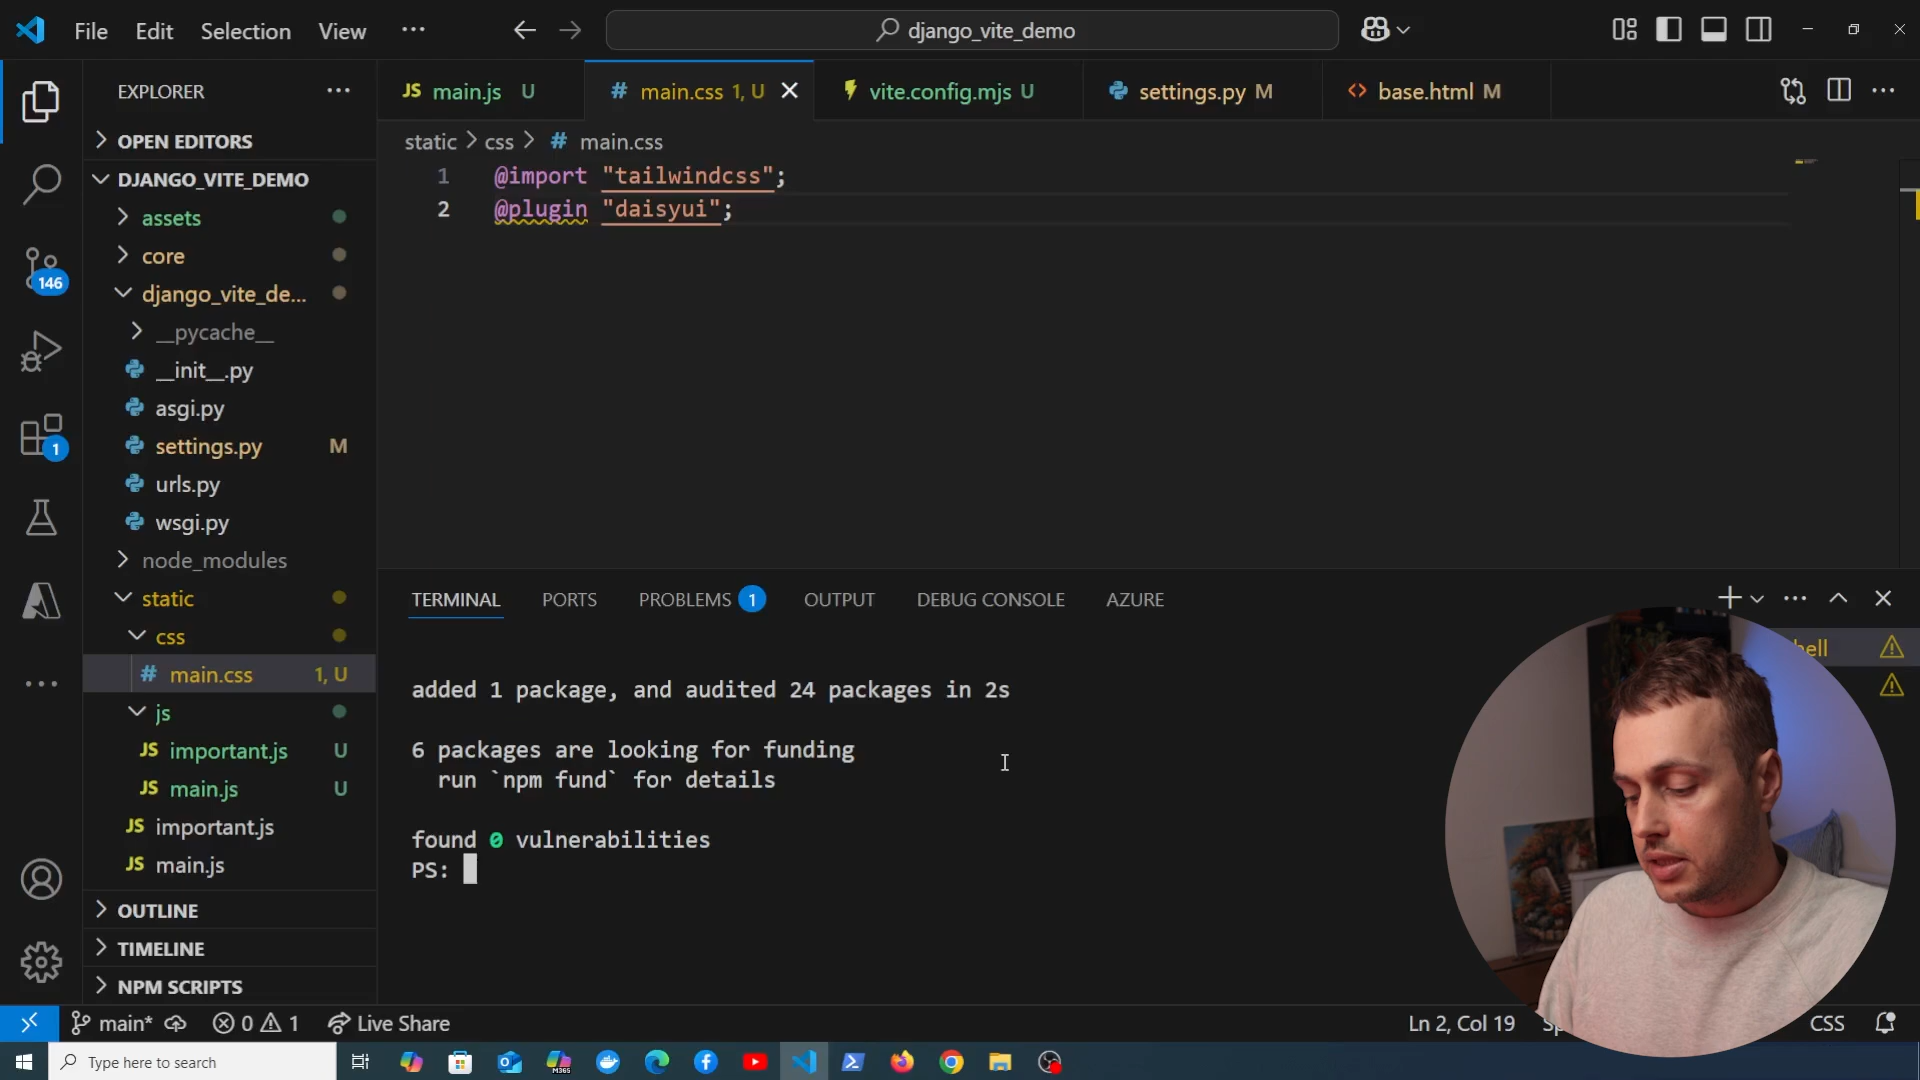 File Edit Selection View ...
django_vite_demo
EXPLORER
OPEN EDITORS
DJANGO_VITE_DEMO
assets
core
django_vite_de...
__pycache__
__init__.py
asgi.py
settings.py M
urls.py
wsgi.py
node_modules
static
css
main.css 1, U
js
important.js U
main.js U
important.js
main.js
OUTLINE
TIMELINE
NPM SCRIPTS
146
1
main.js U
main.css 1, U
vite.config.mjs U
settings.py M
base.html M
static > css > main.css
1 @import "tailwindcss";
2 @plugin "daisyui";
TERMINAL PORTS PROBLEMS 1 OUTPUT DEBUG CONSOLE AZURE
added 1 package, and audited 24 packages in 2s
6 packages are looking for funding
run `npm fund` for details
found 0 vulnerabilities
PS:
main* 0 1 Live Share
Ln 2, Col 19
CSS
Type here to search